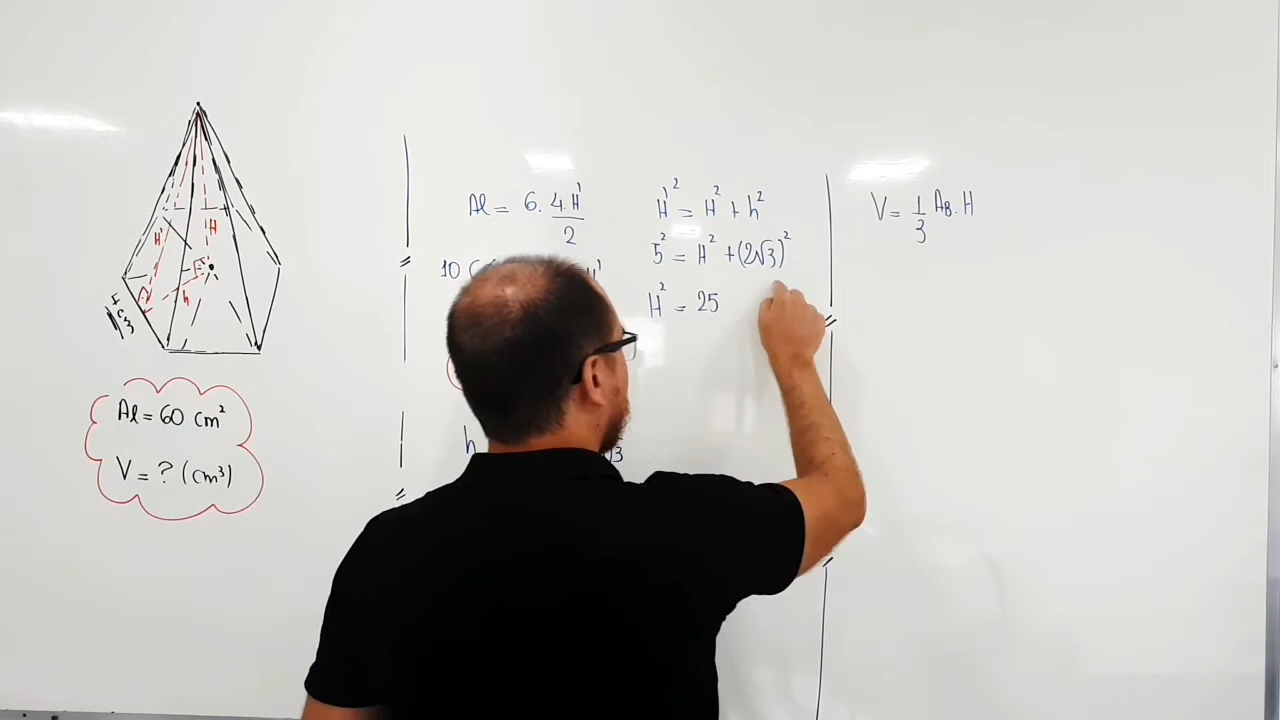 H
H'
h
Al = 60 cm²
V = ? (cm³)
Al = 6. 4.H'/2
10
h
H'² = H² + h²
5² = H² + (2√3)²
H² = 25
V = 1/3 AB. H